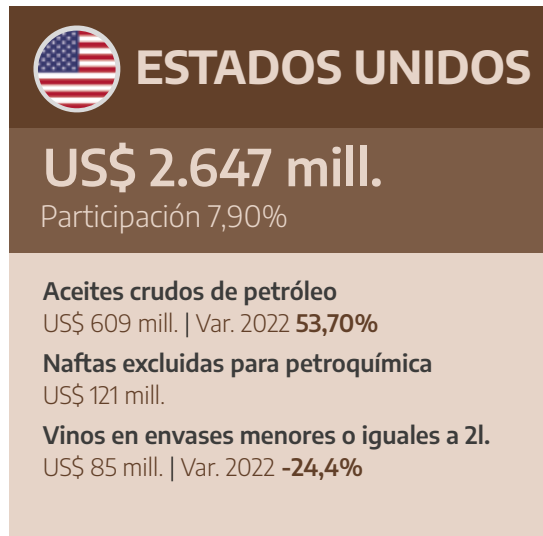 ESTADOS UNIDOS
US$ 2.647 mill.
Participación 7,90%
Aceites crudos de petróleo
US$ 609 mill. | Var. 2022 53,70%
Naftas excluidas para petroquímica
US$ 121 mill.
Vinos en envases menores o iguales a 2l.
US$ 85 mill. | Var. 2022 -24,4%